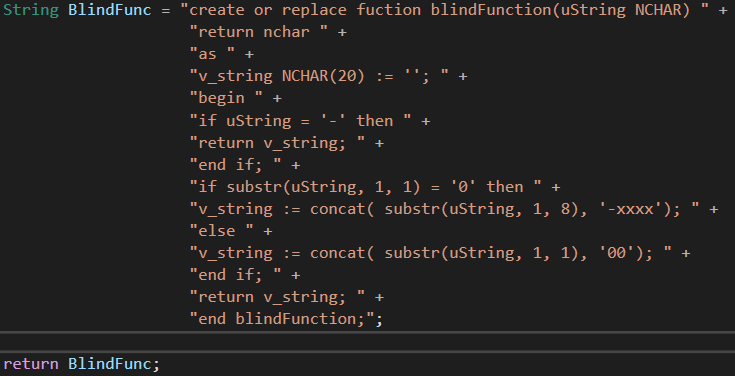 String BlindFunc = "create or replace fuction blindFunction(uString NCHAR) " +
"return nchar " +
"as " +
"v_string NCHAR(20) := ''; " +
"begin " +
"if uString = '-' then " +
"return v_string; " +
"end if; " +
"if substr(uString, 1, 1) = '0' then " +
"v_string := concat( substr(uString, 1, 8), '-xxxx'); " +
"else " +
"v_string := concat( substr(uString, 1, 1), '00'); " +
"end if; " +
"return v_string; " +
"end blindFunction;";
return BlindFunc;